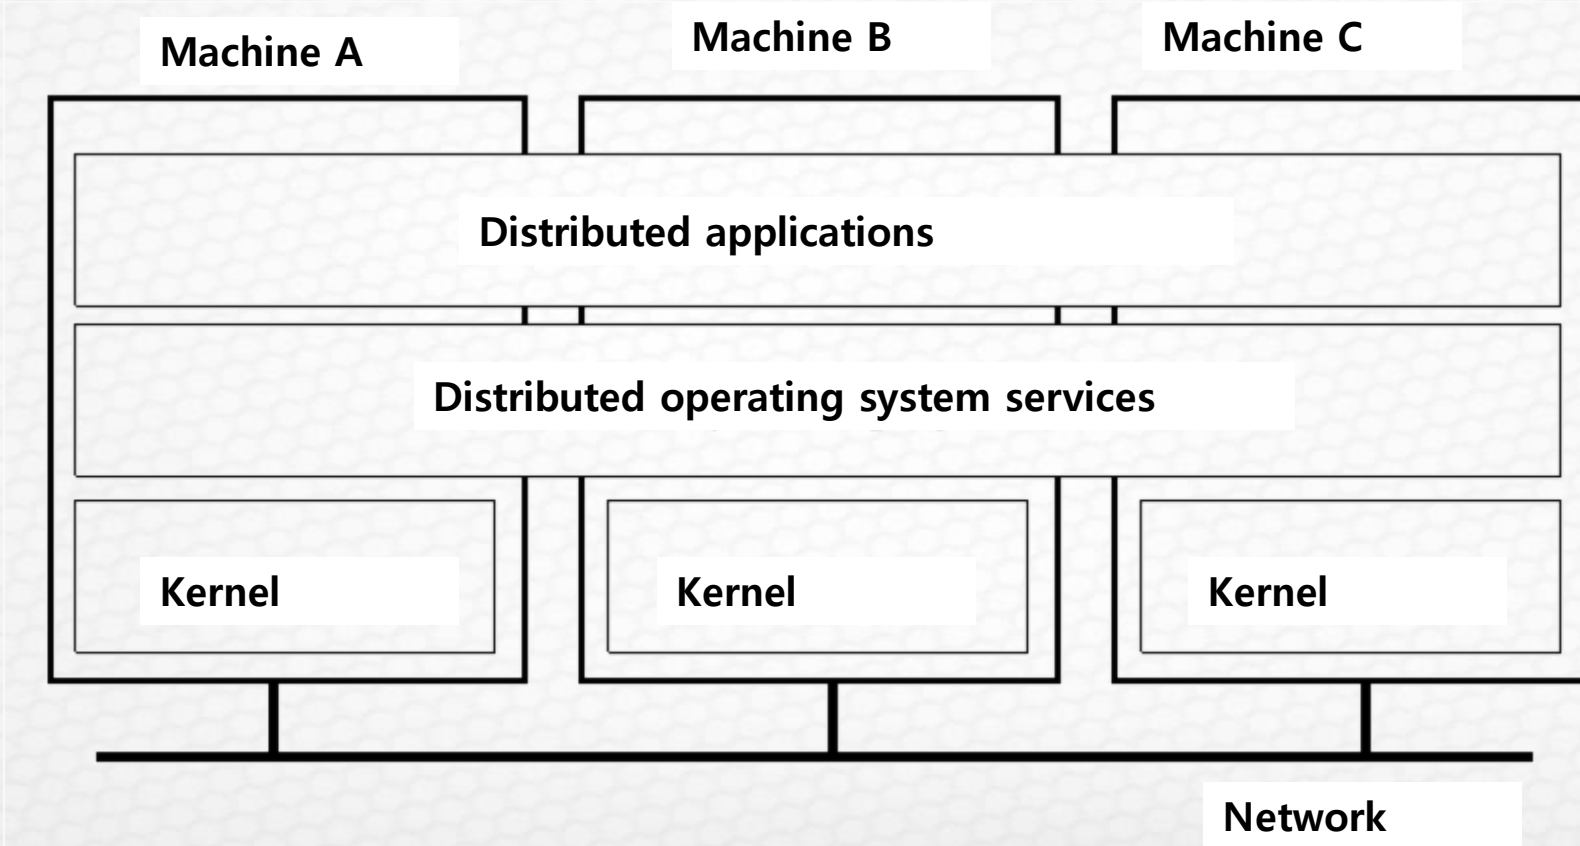 Machine A
Machine B
Machine C
Distributed applications
Distributed operating system services
Kernel
Kernel
Kernel
Network